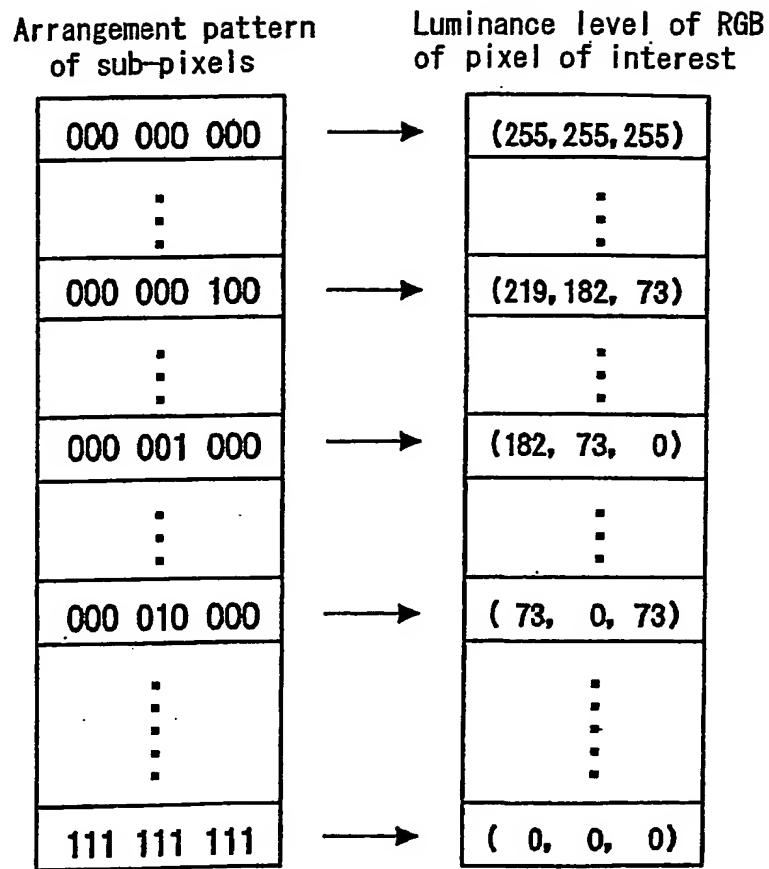 Arrangement pattern of sub-pixels
Luminance level of RGB of pixel of interest
000 000 000 (255,255,255)
000 000 100 (219,182, 73)
000 001 000 (182, 73, 0)
000 010 000 ( 73, 0, 73)
111 111 111 ( 0, 0, 0)